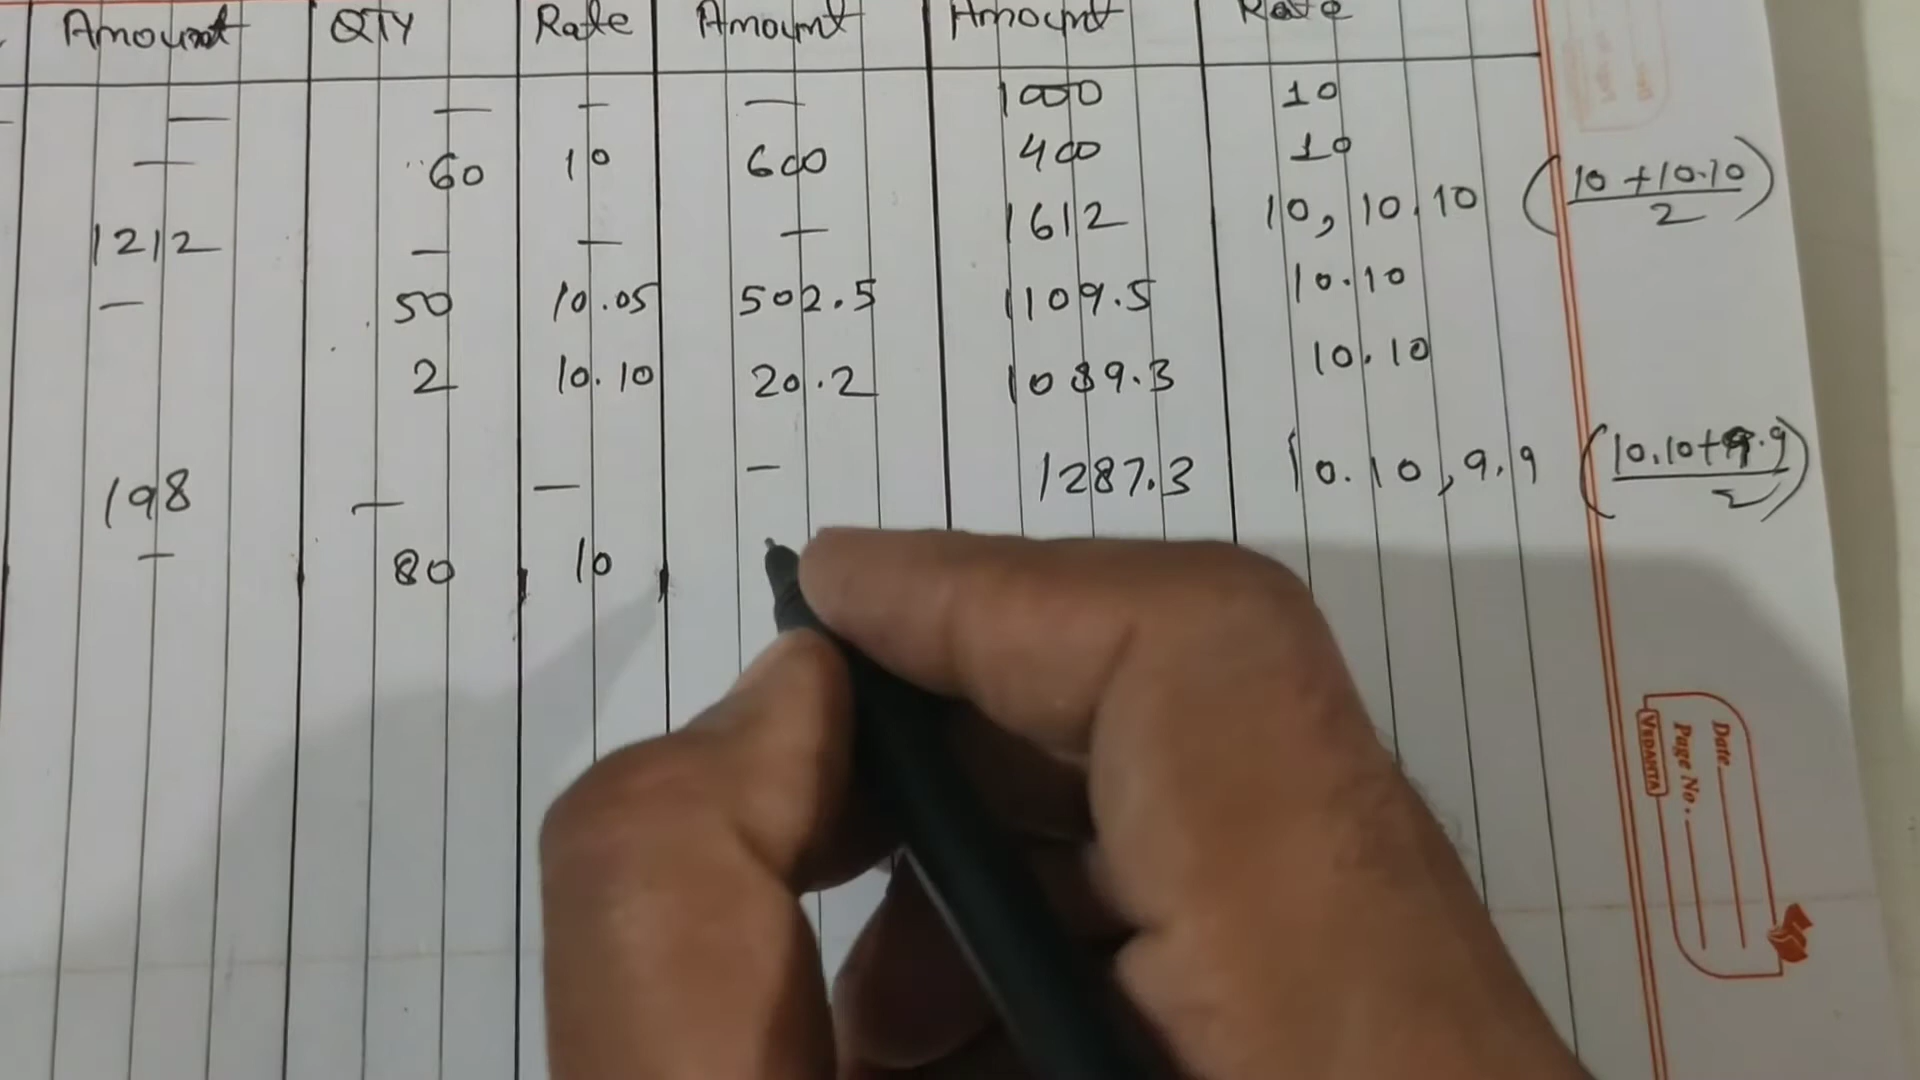 Amount QTY Rate Amount Amount Rate
— — — — 1000 10
— 60 10 600 400 10
1212 — — — 1612 10, 10.10 (10 + 10.10 / 2)
— 50 10.05 502.5 1109.5 10.10
2 10.10 20.2 1089.3 10.10
198 — — — 1287.3 10.10, 9.9 (10.10 + 9.9 / 2)
— 80 10
Date
Page No.
VEDANTA